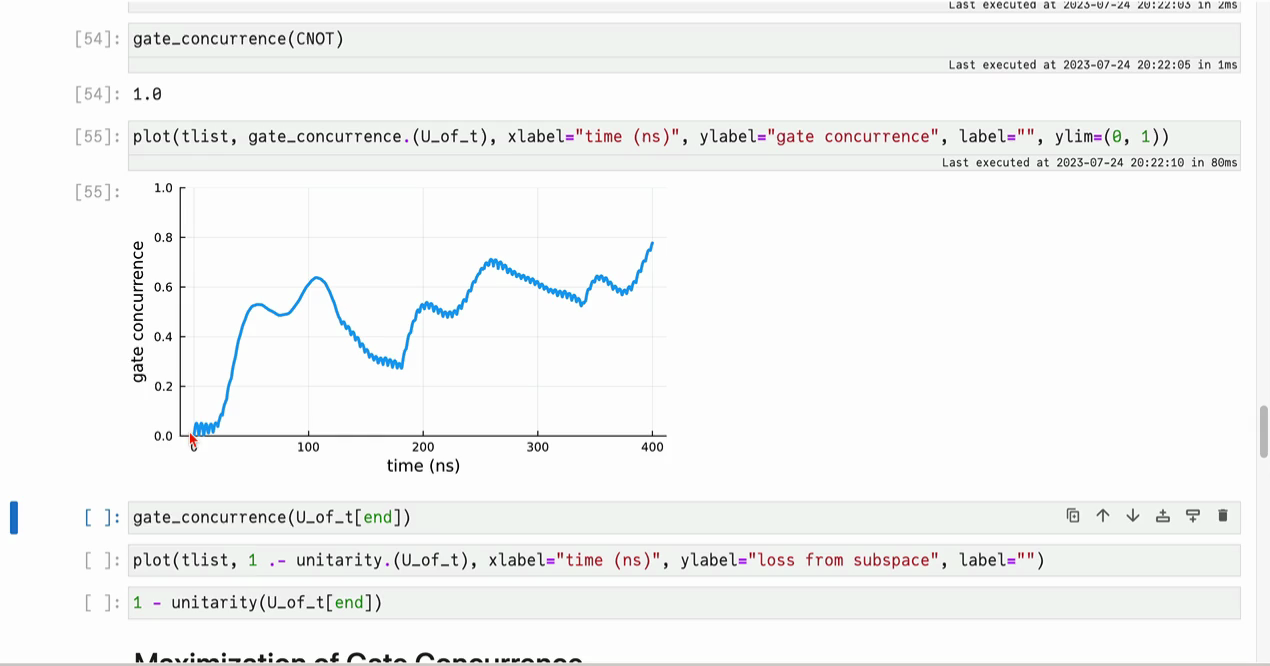 Last executed at 2023-07-24 20:22:03 in 2ms
[54]: gate_concurrence(CNOT)
Last executed at 2023-07-24 20:22:05 in 1ms
[54]: 1.0
[55]: plot(tlist, gate_concurrence.(U_of_t), xlabel="time (ns)", ylabel="gate concurrence", label="", ylim=(0, 1))
Last executed at 2023-07-24 20:22:10 in 80ms
[55]:
1.0
0.8
0.6
0.4
0.2
0.0
gate concurrence
0 100 200 300 400
time (ns)
[ ]: gate_concurrence(U_of_t[end])
[ ]: plot(tlist, 1 .- unitarity.(U_of_t), xlabel="time (ns)", ylabel="loss from subspace", label="")
[ ]: 1 - unitarity(U_of_t[end])
Maximization of Gate Concurrence